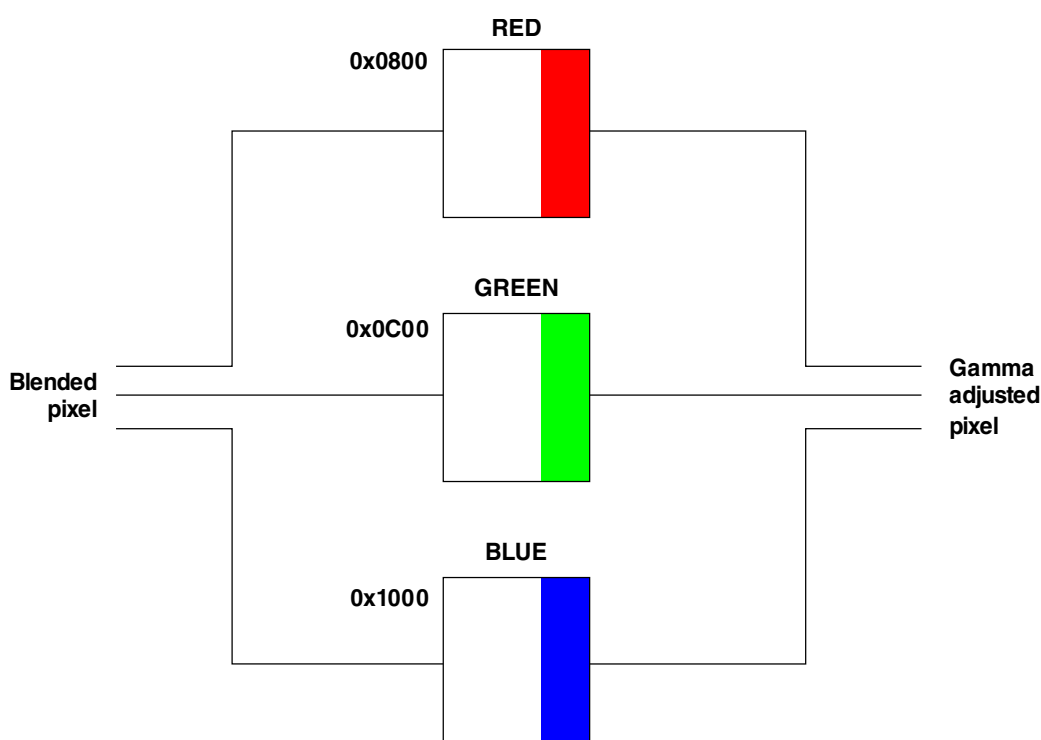 RED
0x0800
GREEN
0x0C00
Blended
pixel
Gamma
adjusted
pixel
BLUE
0x1000